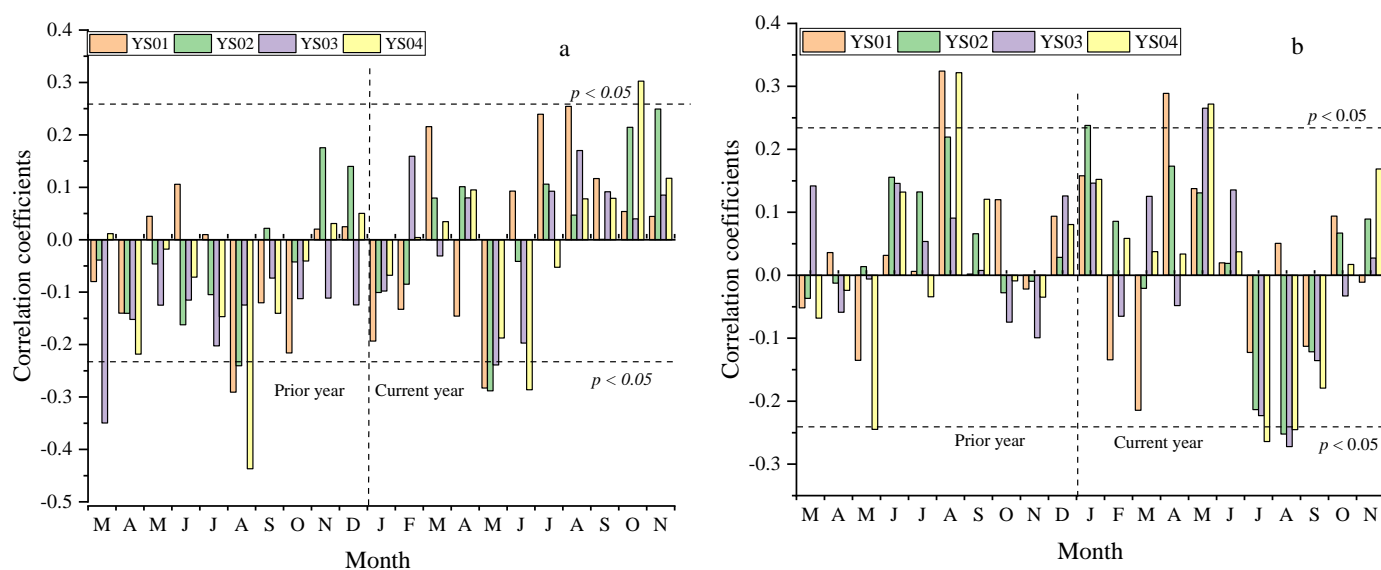 0.4
YS01 YS02 YS03 YS04
a
0.3
p < 0.05
0.2
0.1
0.0
-0.1
-0.2
p < 0.05
-0.3
Prior year
Current year
-0.4
-0.5
Correlation coefficients
M A M J J A S O N D J F M A M J J A S O N
Month
0.4
YS01 YS02 YS03 YS04
b
0.3
p < 0.05
0.2
0.1
0.0
-0.1
-0.2
Prior year
Current year
p < 0.05
-0.3
Correlation coefifcients
M A M J J A S O N D J F M A M J J A S O N
Month